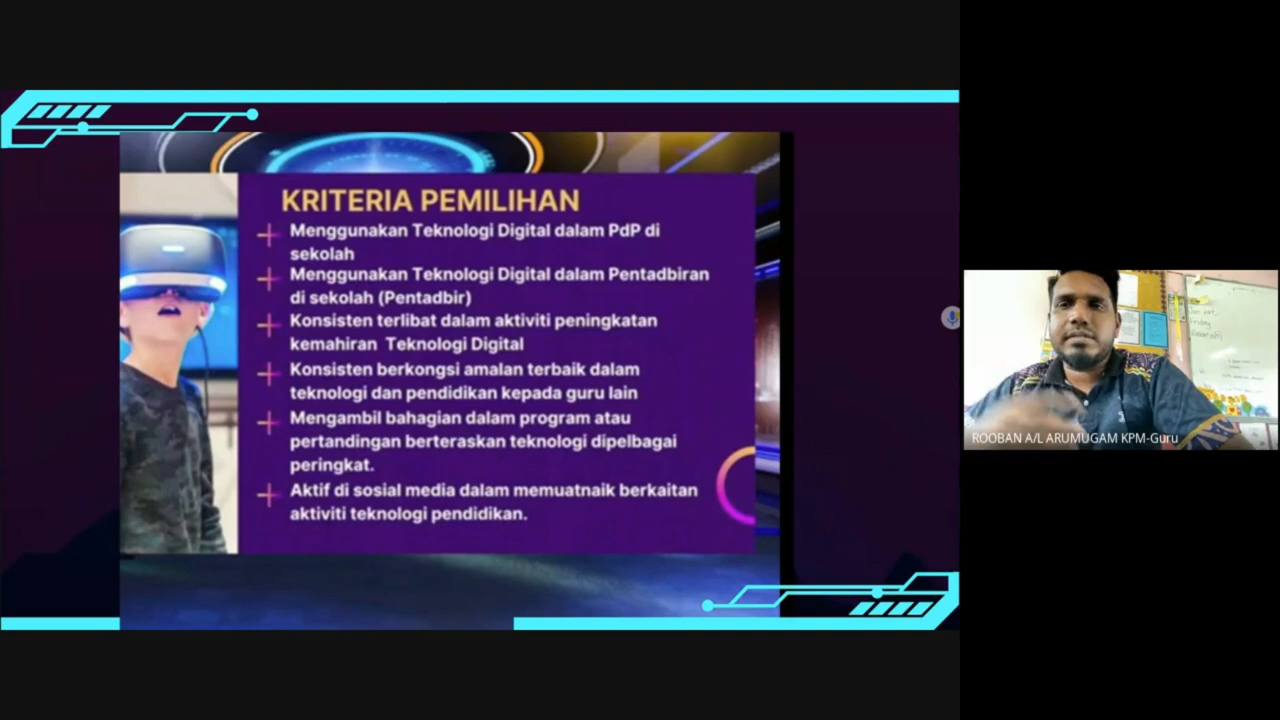 KRITERIA PEMILIHAN
Menggunakan Teknologi Digital dalam PdP di
sekolah
Menggunakan Teknologi Digital dalam Pentadbiran
di sekolah (Pentadbir)
Konsisten terlibat dalam aktiviti peningkatan
kemahiran Teknologi Digital
Konsisten berkongsi amalan terbaik dalam
teknologi dan pendidikan kepada guru lain
Mengambil bahagian dalam program atau
pertandingan berteraskan teknologi dipelbagai
peringkat.
Aktif di sosial media dalam memuatnaik berkaitan
aktiviti teknologi pendidikan.
ROOBAN A/L ARUMUGAM KPM-Guru